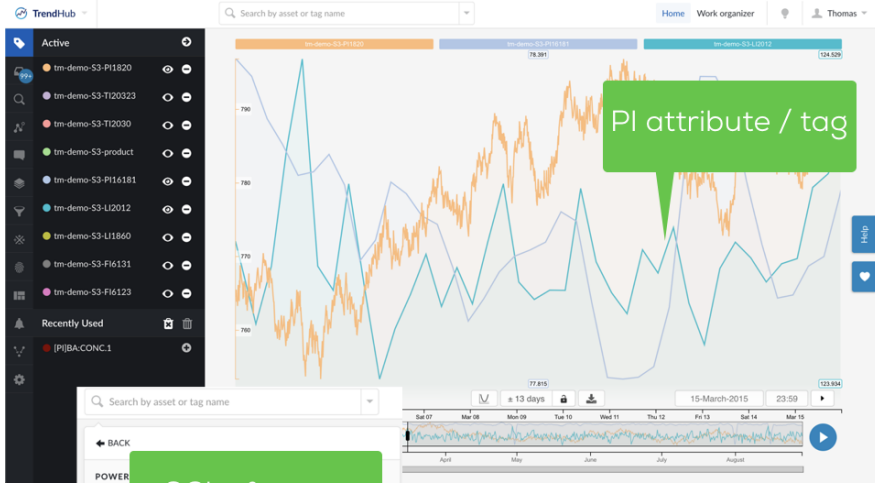 TrendHub
Search by asset or tag name
Home
Work organizer
Thomas
Active
99+
tm-demo-S3-PI1820
tm-demo-S3-TI20323
tm-demo-S3-TI2030
tm-demo-S3-product
tm-demo-S3-PI16181
tm-demo-S3-LI2012
tm-demo-S3-LI1860
tm-demo-S3-FI6131
tm-demo-S3-FI6123
Recently Used
[PI]BA:CONC.1
tm-demo-S3-PI1820
tm-demo-S3-PI16181
tm-demo-S3-LI2012
78.391
124.529
790
780
770
760
PI attribute / tag
Help
77.815
123.934
± 13 days
15-March-2015
23:59
Sat 07
Mar 08
Mon 09
Tue 10
Wed 11
Thu 12
Fri 13
Sat 14
Mar 15
April
May
June
July
August
Search by asset or tag name
BACK
POWER